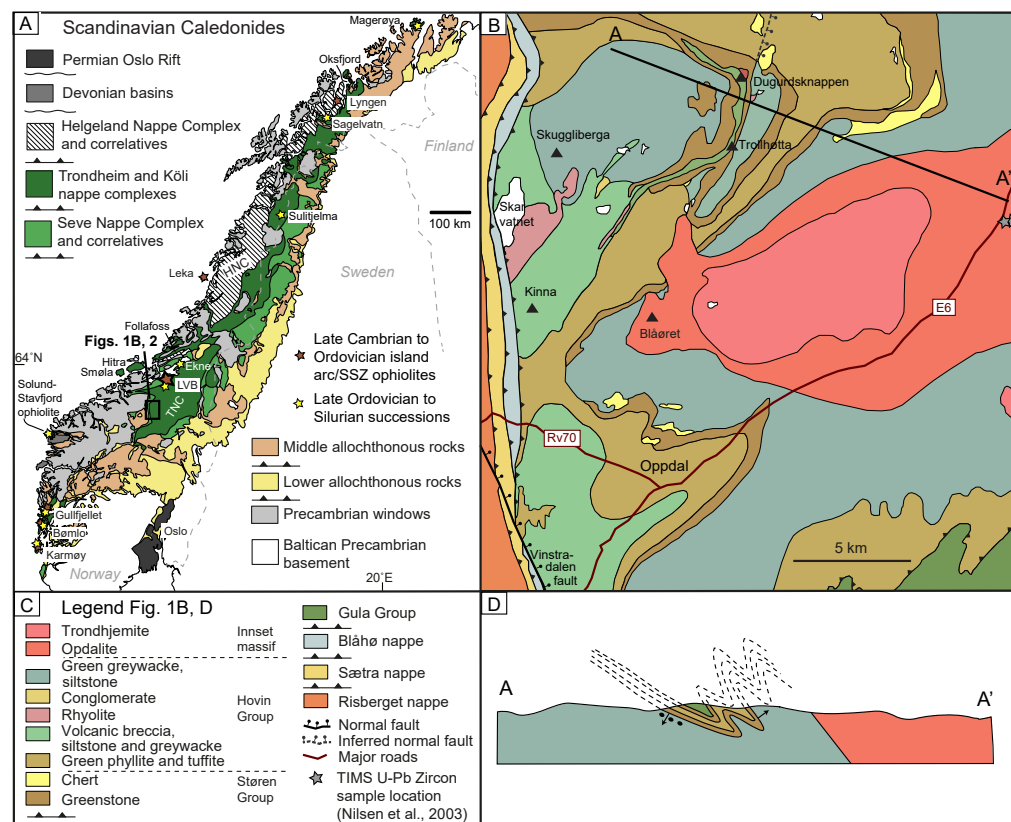 A
Scandinavian Caledonides
Permian Oslo Rift
Devonian basins
Helgeland Nappe Complex
and correlatives
Trondheim and Köli
nappe complexes
Seve Nappe Complex
and correlatives
Magerøya
Oksfjord
Lyngen
Sagelvatn
Finland
100 km
Sulitjelma
HNC
Leka
Sweden
Follafoss
Figs. 1B, 2
64°N
Hitra
Smøla
Ekne
LVB
TNC
Solund-
Stavfjord
ophiolite
Late Cambrian to
Ordovician island
arc/SSZ ophiolites
Late Ordovician to
Silurian successions
Middle allochthonous rocks
Lower allochthonous rocks
Precambrian windows
Baltican Precambrian
basement
Gullfjellet
Bømlo
Karmøy
Oslo
Norway
20°E
B
A
Dugurdsknappen
Skuggliberga
Trollhøtta
A'
Skar
vatnet
Kinna
Blåøret
E6
Rv70
Oppdal
5 km
Vinstra-
dalen
fault
C
Legend Fig. 1B, D
Trondhjemite
Opdalite
Innset
massif
Green greywacke,
siltstone
Conglomerate
Rhyolite
Volcanic breccia,
siltstone and greywacke
Green phyllite and tuffite
Hovin
Group
Chert
Greenstone
Støren
Group
Gula Group
Blåhø nappe
Sætra nappe
Risberget nappe
Normal fault
Inferred normal fault
Major roads
TIMS U-Pb Zircon
sample location
(Nilsen et al., 2003)
D
A
A'